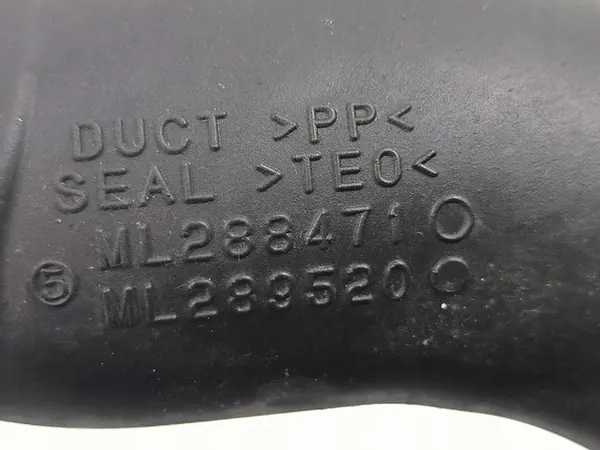 DUCT >PP<
SEAL >TEO<
ML288471○
⑤
ML289520○